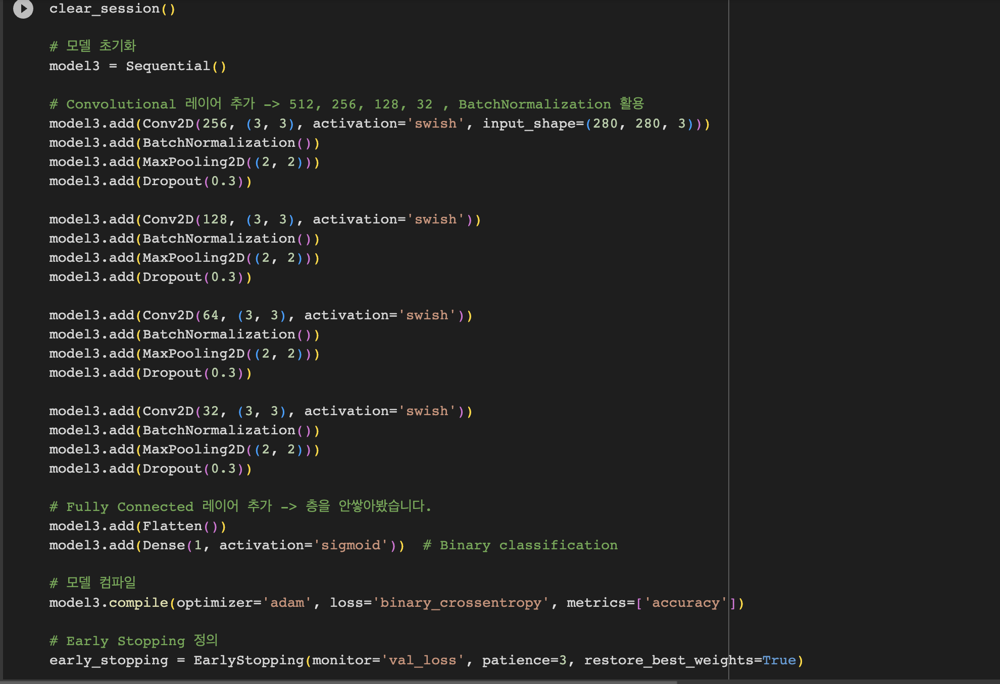 clear_session()
# 모델 초기화
model3 = Sequential()
# Convolutional 레이어 추가 -> 512, 256, 128, 32 , BatchNormalization 활용
model3.add(Conv2D(256, (3, 3), activation='swish', input_shape=(280, 280, 3)))
model3.add(BatchNormalization())
model3.add(MaxPooling2D((2, 2)))
model3.add(Dropout(0.3))
model3.add(Conv2D(128, (3, 3), activation='swish'))
model3.add(BatchNormalization())
model3.add(MaxPooling2D((2, 2)))
model3.add(Dropout(0.3))
model3.add(Conv2D(64, (3, 3), activation='swish'))
model3.add(BatchNormalization())
model3.add(MaxPooling2D((2, 2)))
model3.add(Dropout(0.3))
model3.add(Conv2D(32, (3, 3), activation='swish'))
model3.add(BatchNormalization())
model3.add(MaxPooling2D((2, 2)))
model3.add(Dropout(0.3))
# Fully Connected 레이어 추가 -> 층을 안쌓아봤습니다.
model3.add(Flatten())
model3.add(Dense(1, activation='sigmoid'))  # Binary classification
# 모델 컴파일
model3.compile(optimizer='adam', loss='binary_crossentropy', metrics=['accuracy'])
# Early Stopping 정의
early_stopping = EarlyStopping(monitor='val_loss', patience=3, restore_best_weights=True)